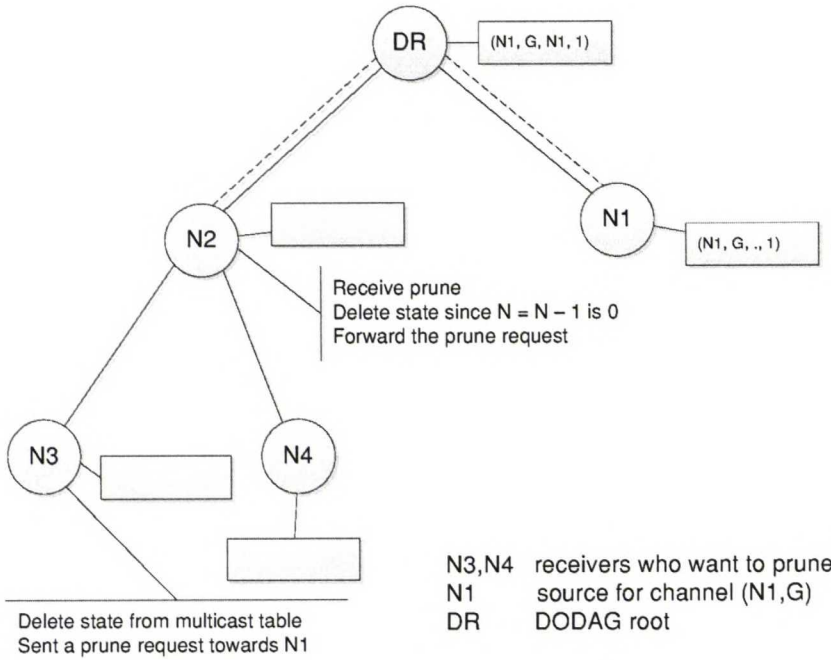 DR
(N1, G, N1, 1)
N2
N1
(N1, G, ., 1)
Receive prune
Delete state since N = N – 1 is 0
Forward the prune request
N3
N4
N3,N4 receivers who want to prune
N1 source for channel (N1,G)
DR DODAG root
Delete state from multicast table
Sent a prune request towards N1